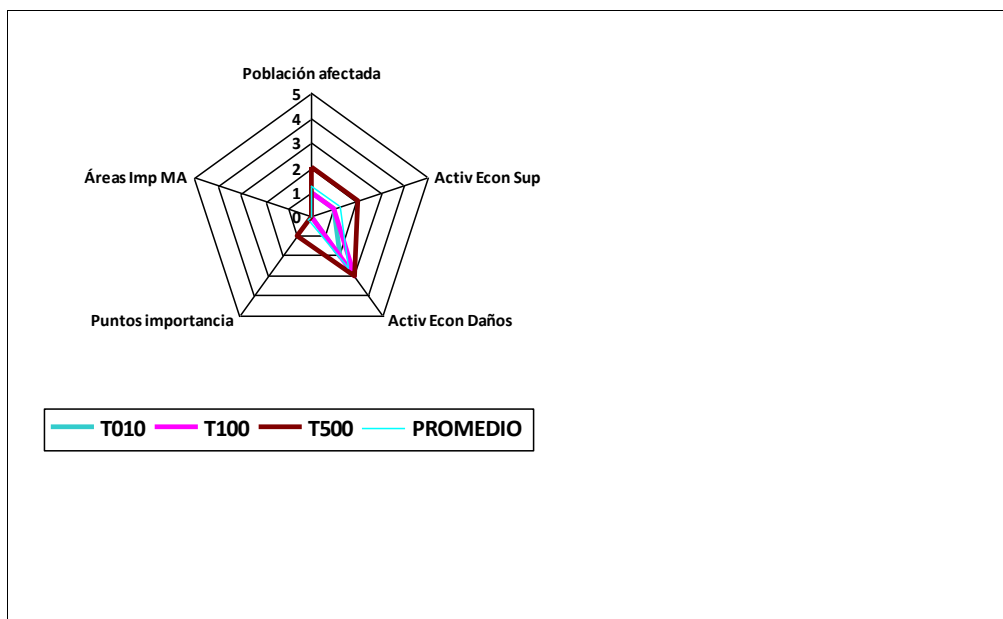 Población afectada
5
4
3
2
1
0
Áreas Imp MA
Activ Econ Sup
Puntos importancia
Activ Econ Daños
T010 T100 T500 PROMEDIO